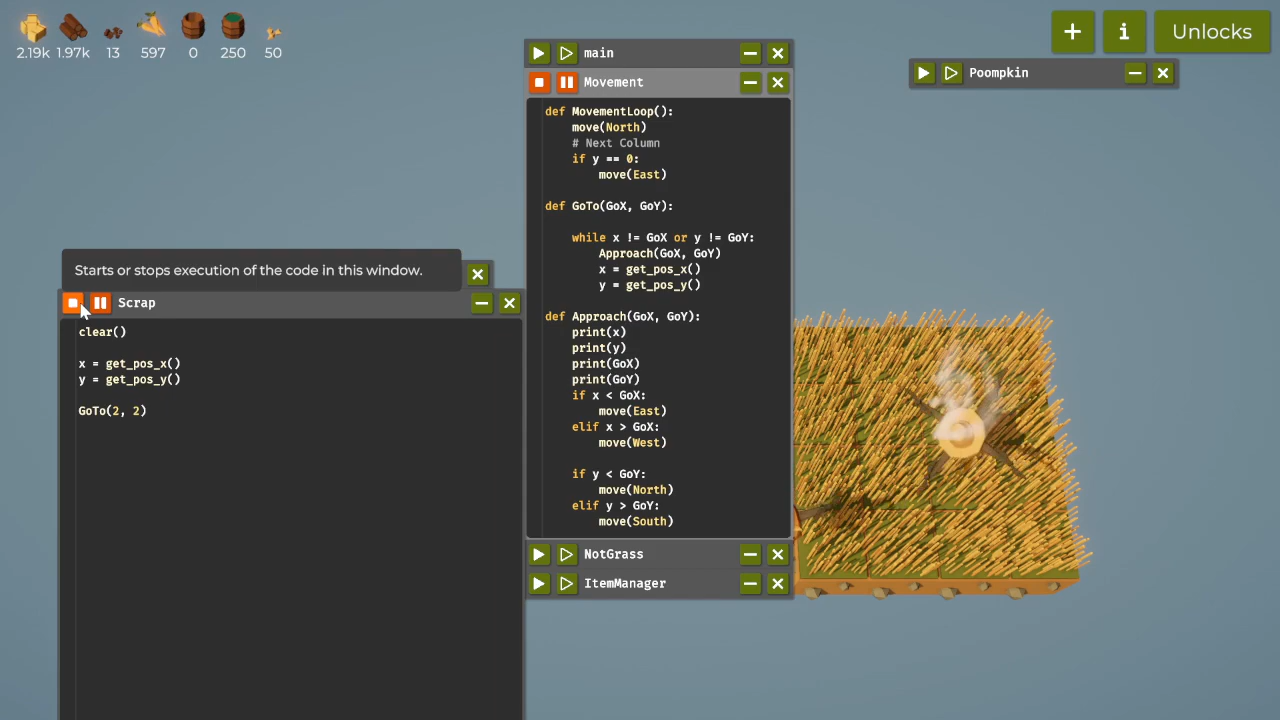 2.19k 1.97k 13 597 0 250 50
+ i Unlocks
main
Movement
def MovementLoop():
move(North)
# Next Column
if y == 0:
move(East)
def GoTo(GoX, GoY):
while x != GoX or y != GoY:
Approach(GoX, GoY)
x = get_pos_x()
y = get_pos_y()
def Approach(GoX, GoY):
print(x)
print(y)
print(GoX)
print(GoY)
if x < GoX:
move(East)
elif x > GoX:
move(West)
if y < GoY:
move(North)
elif y > GoY:
move(South)
NotGrass
ItemManager
Poompkin
Starts or stops execution of the code in this window.
Scrap
clear()
x = get_pos_x()
y = get_pos_y()
GoTo(2, 2)